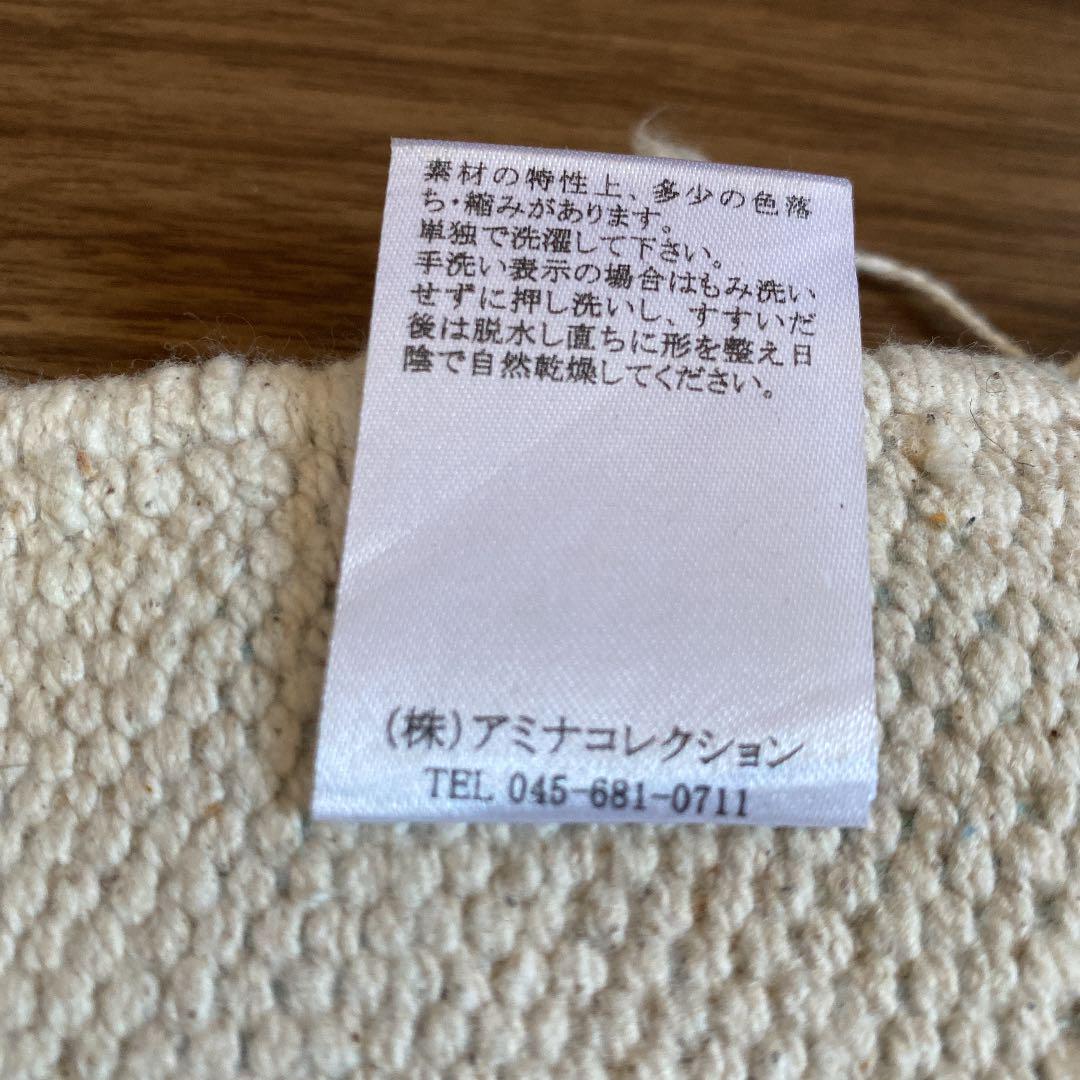 素材の特性上、多少の色落
ち・縮みがあります。
単独で洗濯して下さい。
手洗い表示の場合はもみ洗い
せずに押し洗いし、すすいだ
後は脱水し直ちに形を整え日
陰で自然乾燥してください。
(株)アミナコレクション
TEL 045-681-0711